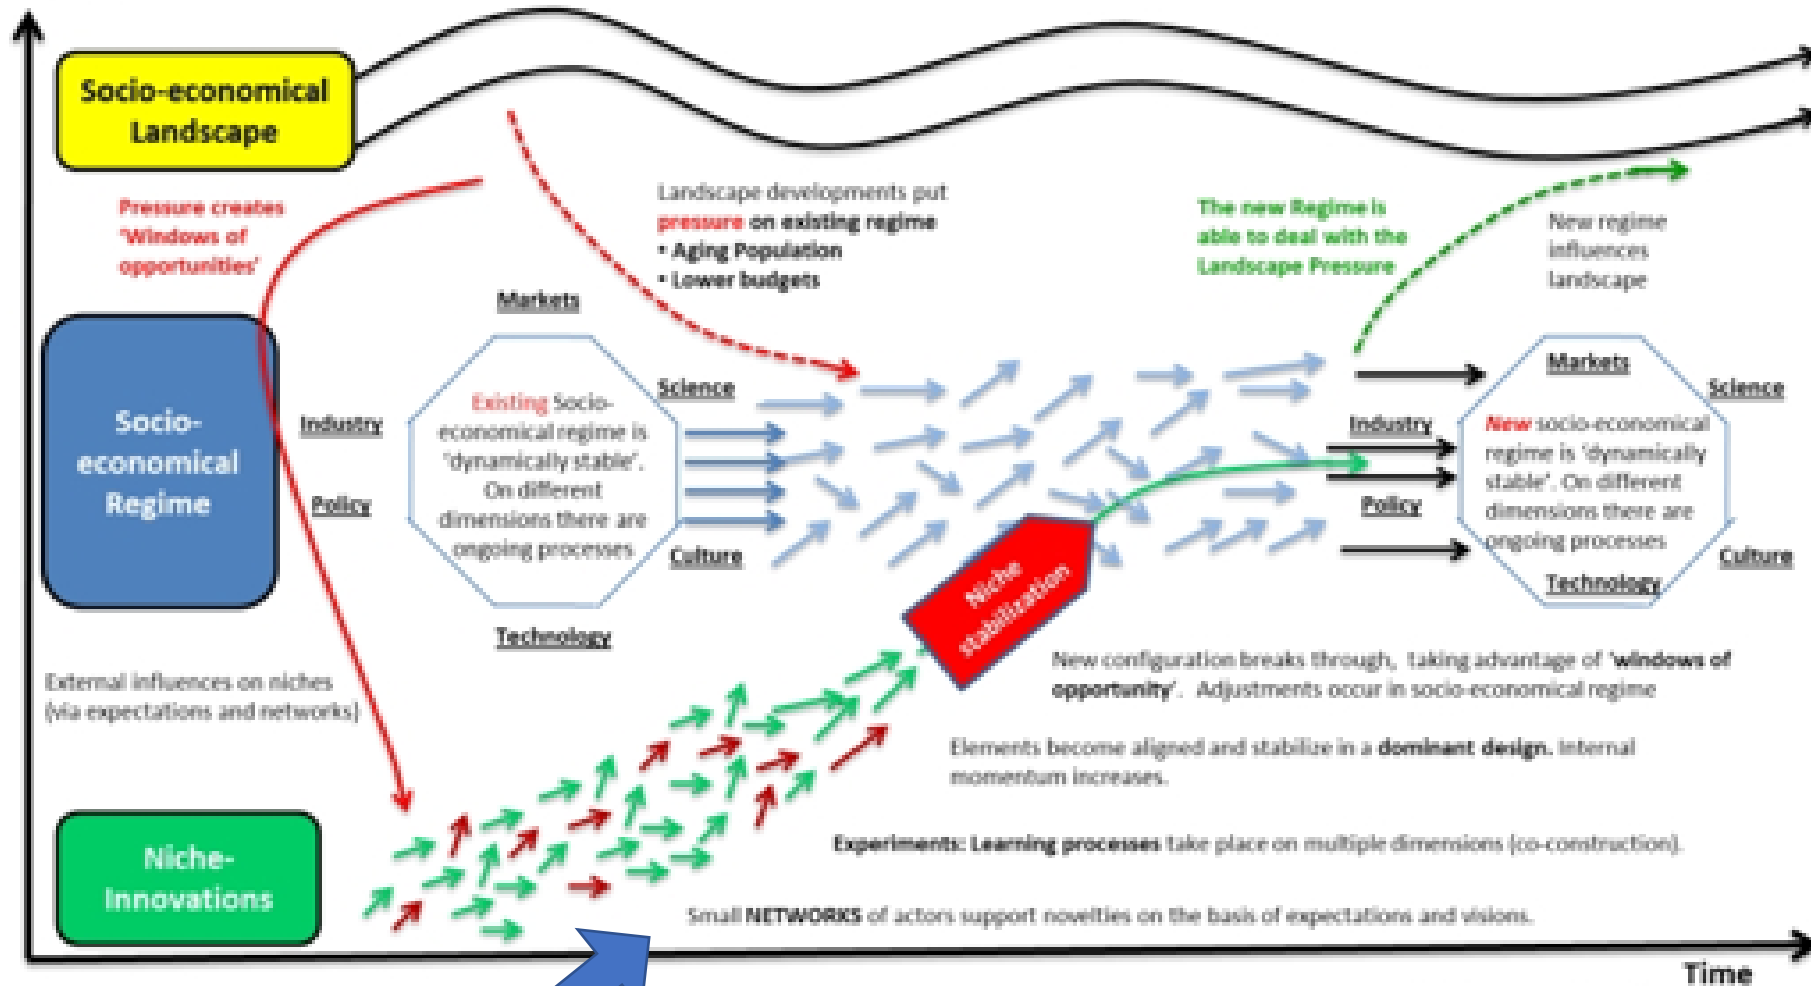 Socio-economical
Landscape
Pressure creates
'Windows of
opportunities'
Landscape developments put
pressure on existing regime
• Aging Population
• Lower budgets
The new Regime is
able to deal with the
Landscape Pressure
New regime
influences
landscape
Socio-
economical
Regime
Markets
Science
Industry
Policy
Culture
Technology
Existing Socio-
economical regime is
'dynamically stable'.
On different
dimensions there are
ongoing processes
Markets
Science
Industry
Policy
Culture
Technology
New socio-economical
regime is 'dynamically
stable'. On different
dimensions there are
ongoing processes
Niche
stabilization
External influences on niches
(via expectations and networks)
New configuration breaks through, taking advantage of 'windows of
opportunity'. Adjustments occur in socio-economical regime
Elements become aligned and stabilize in a dominant design. Internal
momentum increases.
Niche-
Innovations
Experiments: Learning processes take place on multiple dimensions (co-construction).
Small NETWORKS of actors support novelties on the basis of expectations and visions.
Time